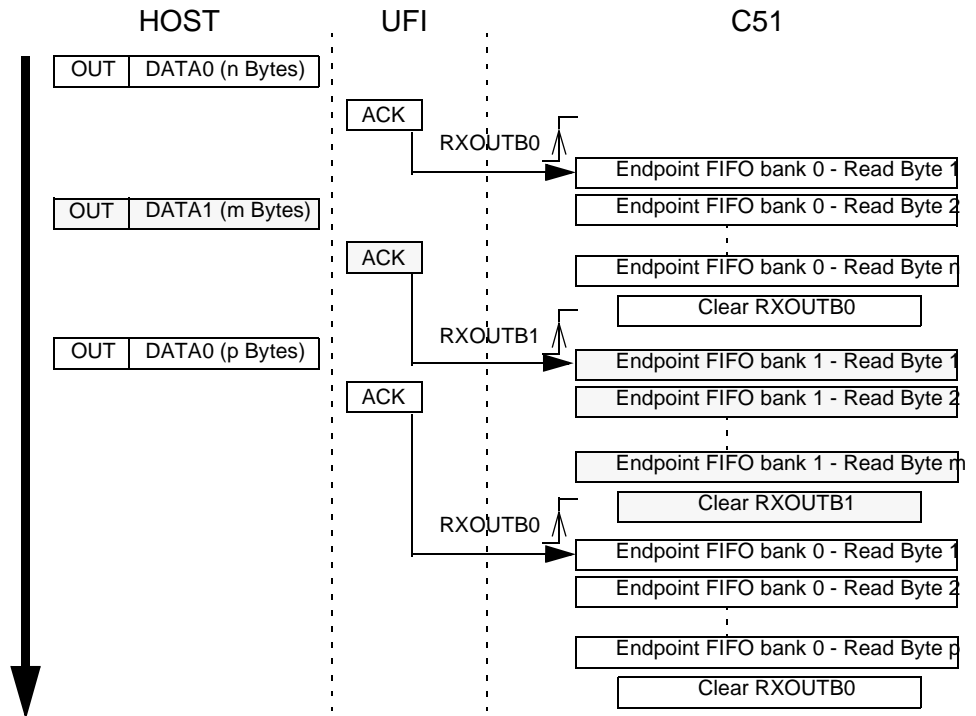 HOST UFI C51
OUT DATA0 (n Bytes)
ACK
RXOUTB0
Endpoint FIFO bank 0 - Read Byte 1
OUT DATA1 (m Bytes)
Endpoint FIFO bank 0 - Read Byte 2
ACK
Endpoint FIFO bank 0 - Read Byte n
Clear RXOUTB0
RXOUTB1
OUT DATA0 (p Bytes)
Endpoint FIFO bank 1 - Read Byte 1
ACK
Endpoint FIFO bank 1 - Read Byte 2
Endpoint FIFO bank 1 - Read Byte m
Clear RXOUTB1
RXOUTB0
Endpoint FIFO bank 0 - Read Byte 1
Endpoint FIFO bank 0 - Read Byte 2
Endpoint FIFO bank 0 - Read Byte p
Clear RXOUTB0